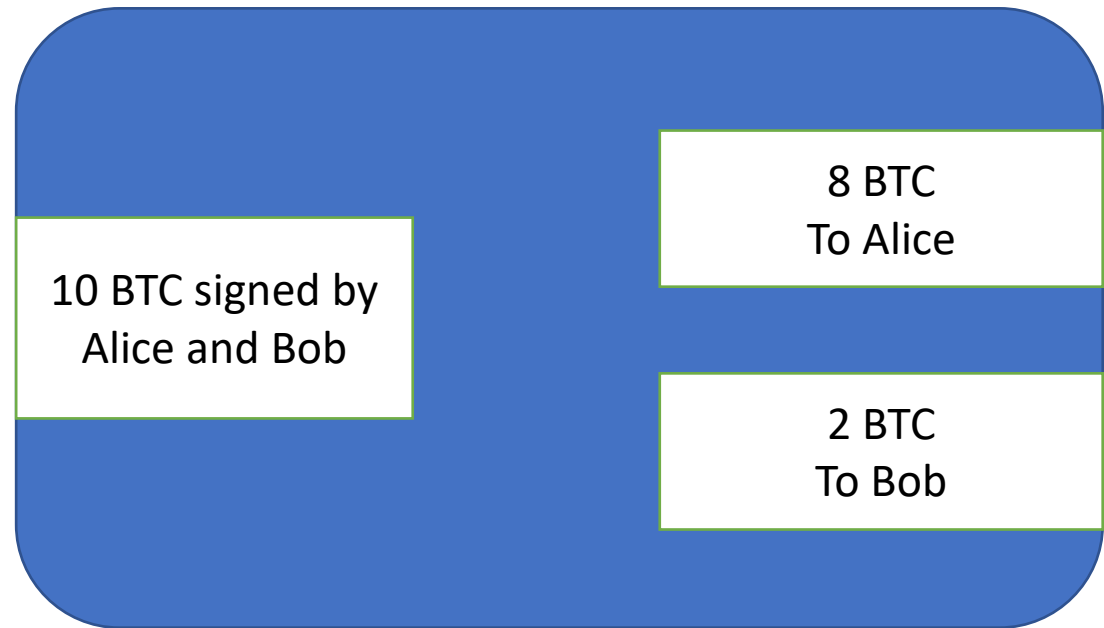 10 BTC signed by
Alice and Bob
8 BTC
To Alice
2 BTC
To Bob